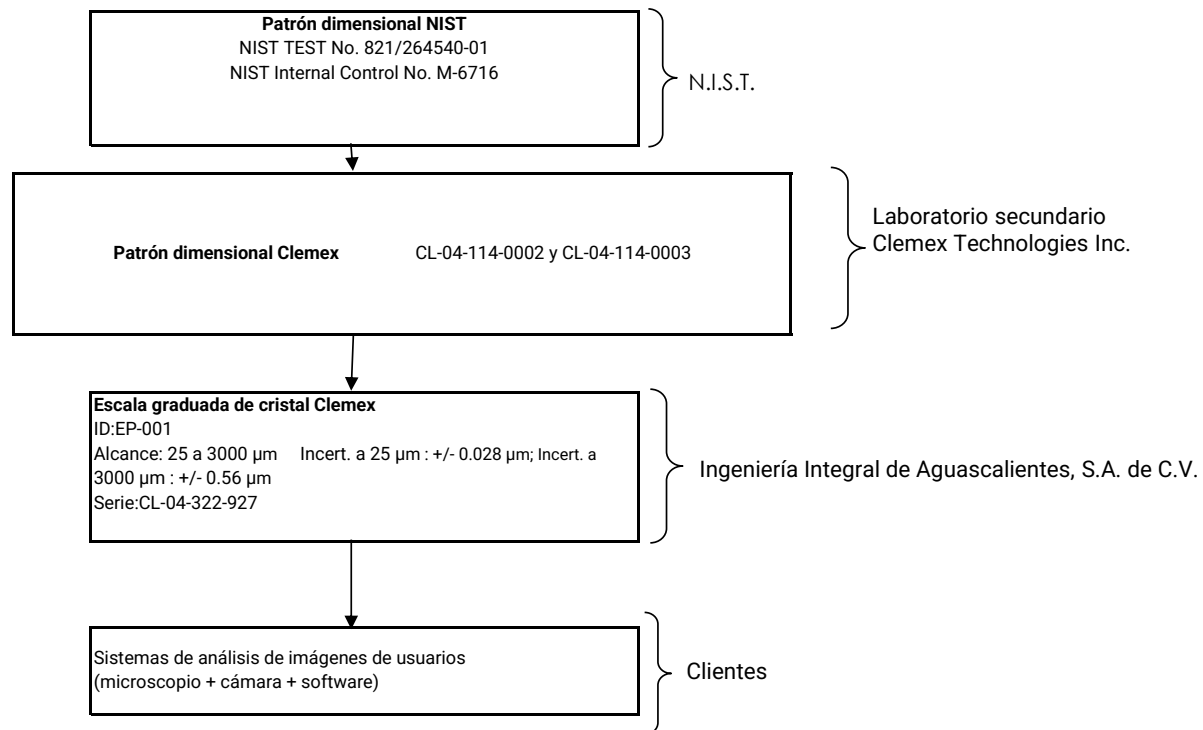 Patrón dimensional NIST
NIST TEST No. 821/264540-01
NIST Internal Control No. M-6716
N.I.S.T.
Patrón dimensional Clemex CL-04-114-0002 y CL-04-114-0003
Laboratorio secundario
Clemex Technologies Inc.
Escala graduada de cristal Clemex
ID:EP-001
Alcance: 25 a 3000 µm Incert. a 25 µm : +/- 0.028 µm; Incert. a
3000 µm : +/- 0.56 µm
Serie:CL-04-322-927
Ingeniería Integral de Aguascalientes, S.A. de C.V.
Sistemas de análisis de imágenes de usuarios
(microscopio + cámara + software)
Clientes